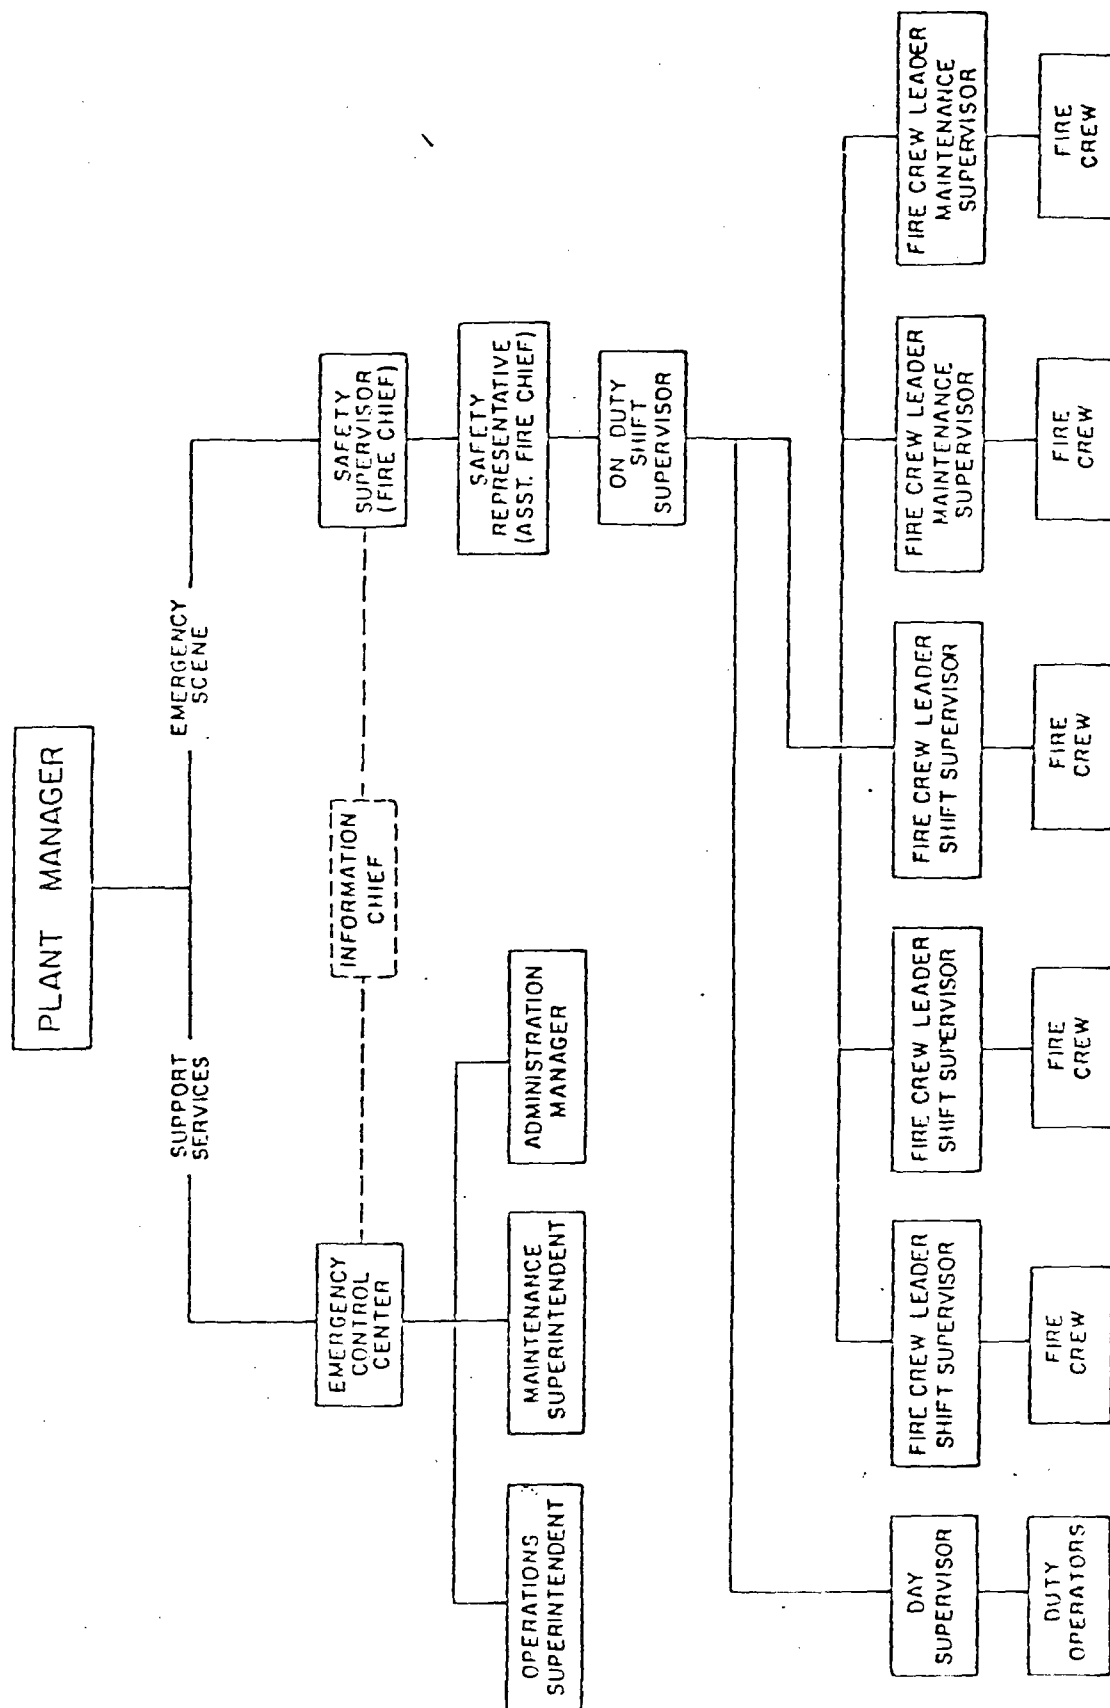 PLANT MANAGER
SUPPORT
SERVICES
EMERGENCY
SCENE
EMERGENCY
CONTROL
CENTER
INFORMATION
CHIEF
SAFETY
SUPERVISOR
(FIRE CHIEF)
OPERATIONS
SUPERINTENDENT
MAINTENANCE
SUPERINTENDENT
ADMINISTRATION
MANAGER
SAFETY
REPRESENTATIVE
(ASST. FIRE CHIEF)
ON DUTY
SHIFT
SUPERVISOR
DAY
SUPERVISOR
FIRE CREW LEADER
SHIFT SUPERVISOR
FIRE CREW LEADER
SHIFT SUPERVISOR
FIRE CREW LEADER
SHIFT SUPERVISOR
FIRE CREW LEADER
MAINTENANCE
SUPERVISOR
FIRE CREW LEADER
MAINTENANCE
SUPERVISOR
DUTY
OPERATORS
FIRE
CREW
FIRE
CREW
FIRE
CREW
FIRE
CREW
FIRE
CREW